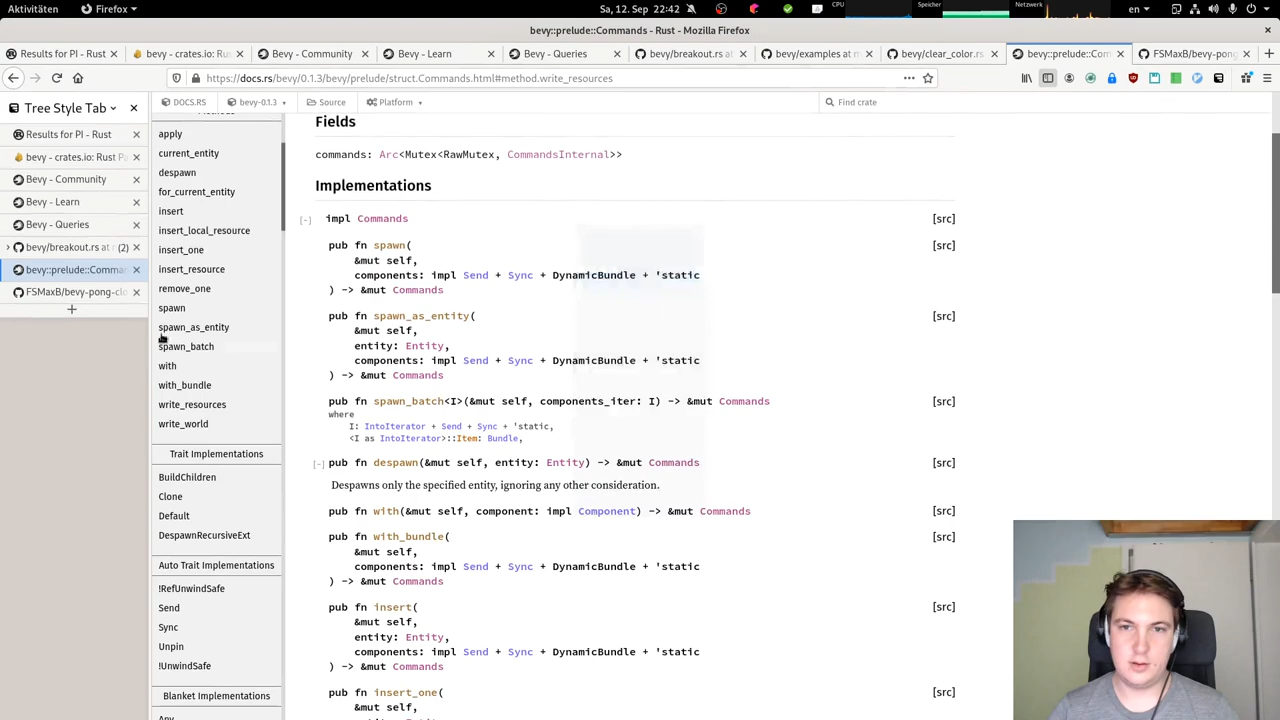 Aktivitäten
Firefox
Sa, 12. Sep 22:42
CPU
Speicher
Netzwerk
en
bevy::prelude::Commands - Rust - Mozilla Firefox
Results for PI - Rust
bevy - crates.io: Rus
Bevy - Community
Bevy - Learn
Bevy - Queries
bevy/breakout.rs
bevy/examples at m
bevy/clear_color.rs
bevy::prelude::Com
FSMaxB/bevy-pong
https://docs.rs/bevy/0.1.3/bevy/prelude/struct.Commands.html#method.write_resources
Tree Style Tab
Results for PI - Rust
bevy - crates.io: Rust Pa
Bevy - Community
Bevy - Learn
Bevy - Queries
bevy/breakout.rs at (2)
bevy::prelude::Comma
FSMaxB/bevy-pong-clo
DOCS.RS
bevy-0.1.3
Source
Platform
Find crate
apply
current_entity
despawn
for_current_entity
insert
insert_local_resource
insert_one
insert_resource
remove_one
spawn
spawn_as_entity
spawn_batch
with
with_bundle
write_resources
write_world
Trait Implementations
BuildChildren
Clone
Default
DespawnRecursiveExt
Auto Trait Implementations
!RefUnwindSafe
Send
Sync
Unpin
!UnwindSafe
Blanket Implementations
Any
Fields
commands: Arc<Mutex<RawMutex, CommandsInternal>>
Implementations
[-] impl Commands [src]
pub fn spawn( [src]
&mut self,
components: impl Send + Sync + DynamicBundle + 'static
) -> &mut Commands
pub fn spawn_as_entity( [src]
&mut self,
entity: Entity,
components: impl Send + Sync + DynamicBundle + 'static
) -> &mut Commands
pub fn spawn_batch<I>(&mut self, components_iter: I) -> &mut Commands [src]
where
I: IntoIterator + Send + Sync + 'static,
<I as IntoIterator>::Item: Bundle,
[-] pub fn despawn(&mut self, entity: Entity) -> &mut Commands [src]
Despawns only the specified entity, ignoring any other consideration.
pub fn with(&mut self, component: impl Component) -> &mut Commands [src]
pub fn with_bundle( [src]
&mut self,
components: impl Send + Sync + DynamicBundle + 'static
) -> &mut Commands
pub fn insert( [src]
&mut self,
entity: Entity,
components: impl Send + Sync + DynamicBundle + 'static
) -> &mut Commands
pub fn insert_one( [src]
&mut self,